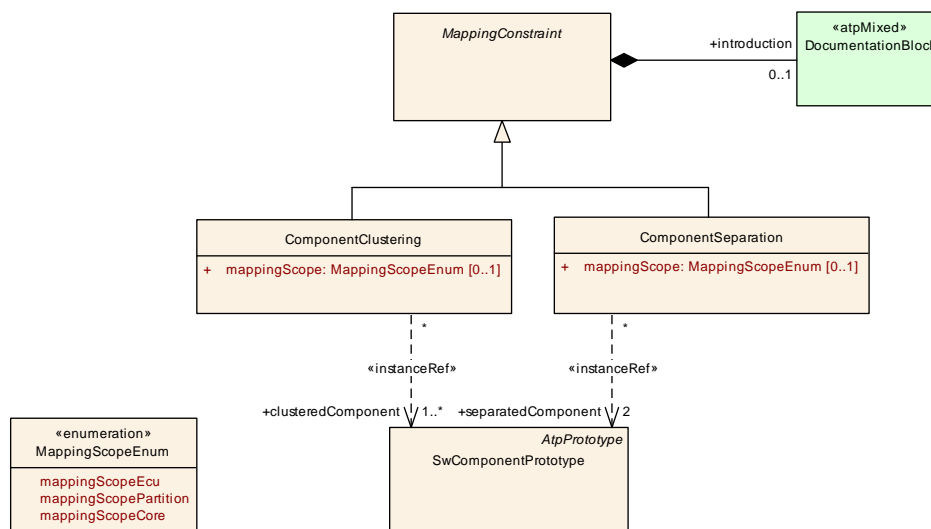 MappingConstraint
«atpMixed»
DocumentationBlock
+introduction
0..1
ComponentClustering
+ mappingScope: MappingScopeEnum [0..1]
ComponentSeparation
+ mappingScope: MappingScopeEnum [0..1]
*
*
«instanceRef»
«instanceRef»
+clusteredComponent
1..*
+separatedComponent
2
«enumeration»
MappingScopeEnum
mappingScopeEcu
mappingScopePartition
mappingScopeCore
AtpPrototype
SwComponentPrototype